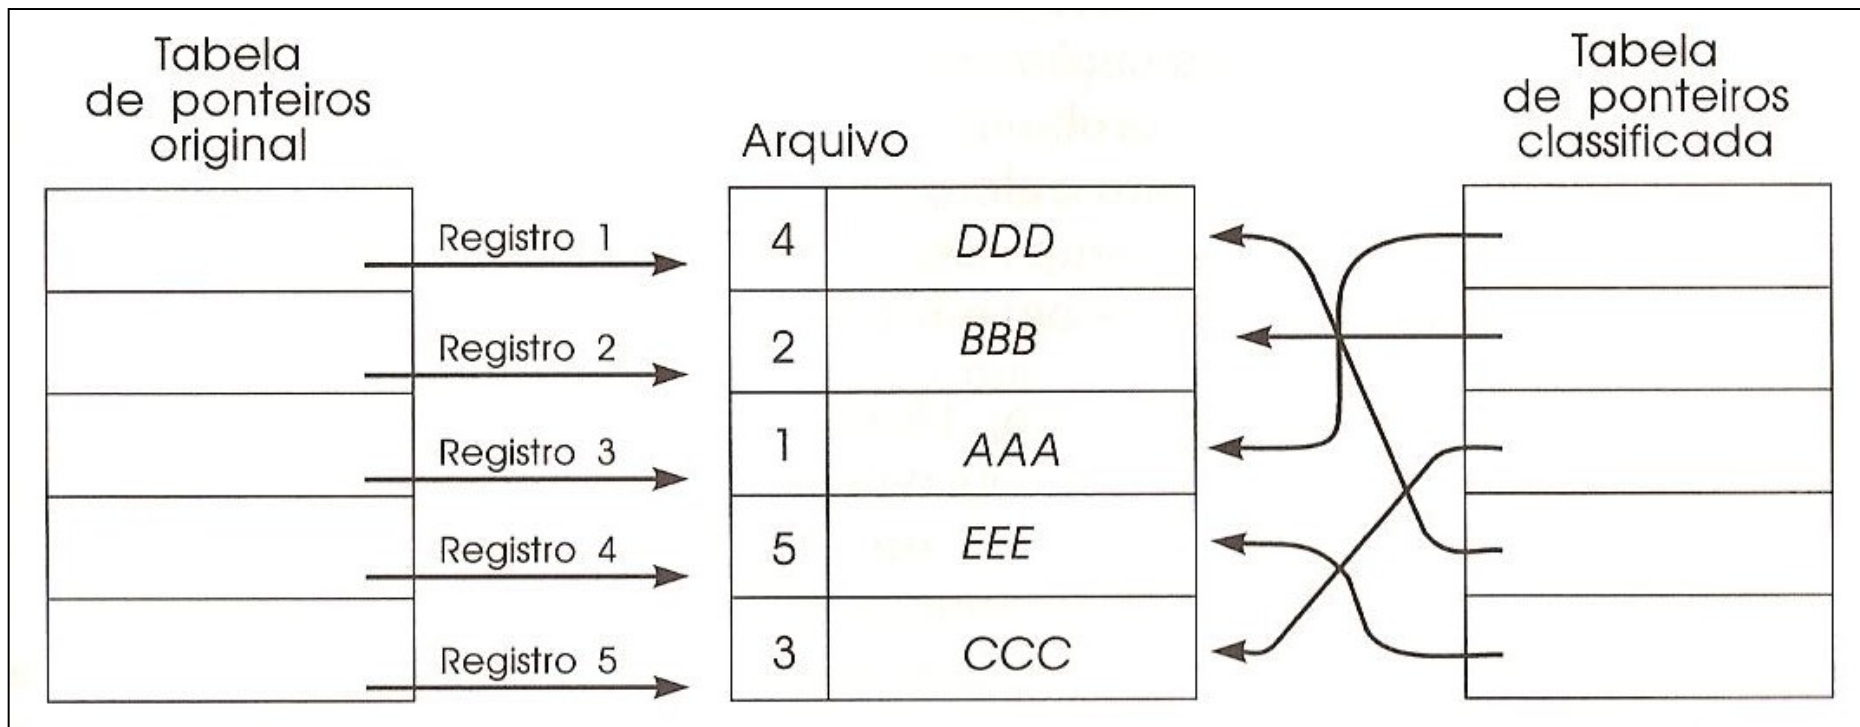 Tabela
de ponteiros
original
Arquivo
Tabela
de ponteiros
classificada
Registro 1
4 DDD
Registro 2
2 BBB
Registro 3
1 AAA
Registro 4
5 EEE
Registro 5
3 CCC